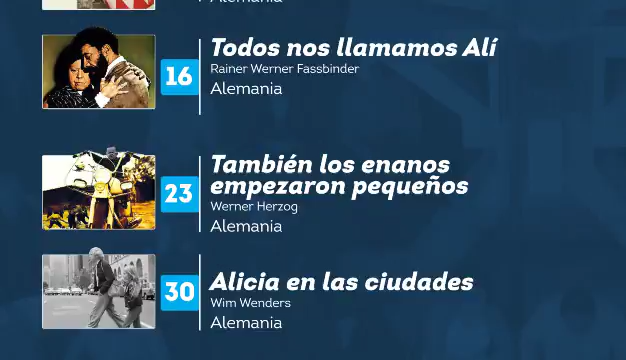 Alemania
Todos nos llamamos Alí
16
Rainer Werner Fassbinder
Alemania
También los enanos
empezaron pequeños
23
Werner Herzog
Alemania
Alicia en las ciudades
30
Wim Wenders
Alemania